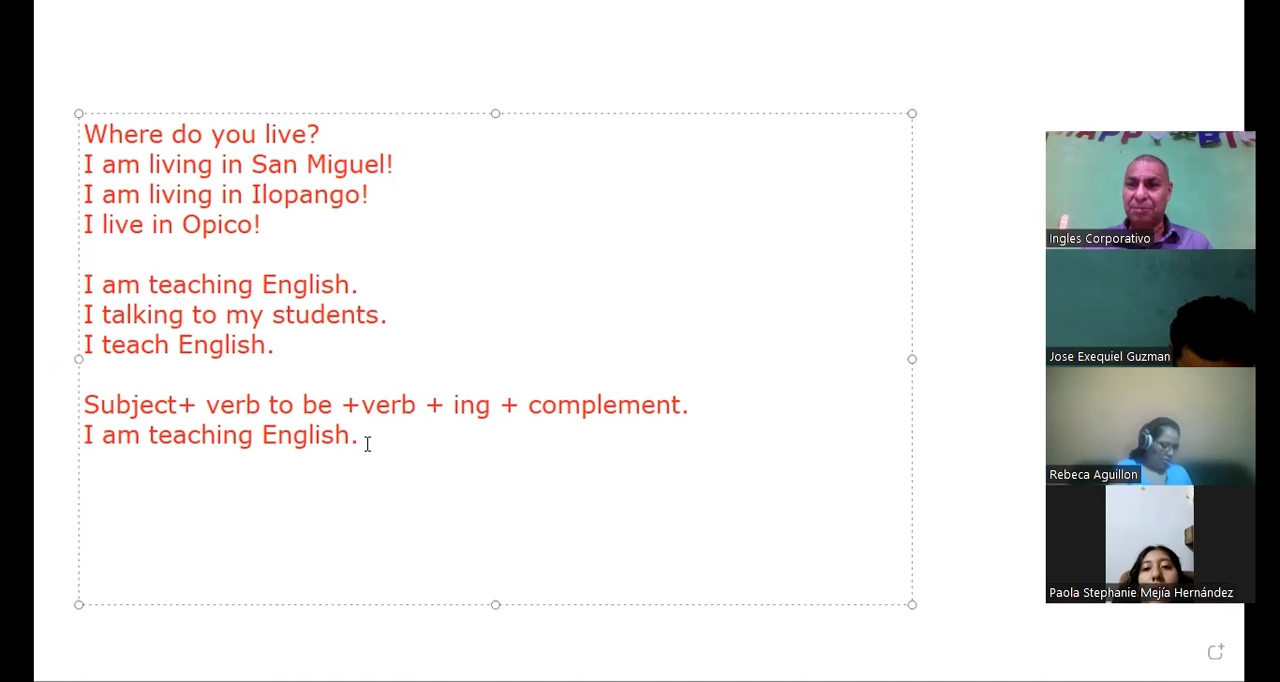 Where do you live?
I am living in San Miguel!
I am living in Ilopango!
I live in Opico!
I am teaching English.
I talking to my students.
I teach English.
Subject+ verb to be +verb + ing + complement.
I am teaching English.
Ingles Corporativo
Jose Exequiel Guzman
Rebeca Aguillon
Paola Stephanie Mejía Hernández